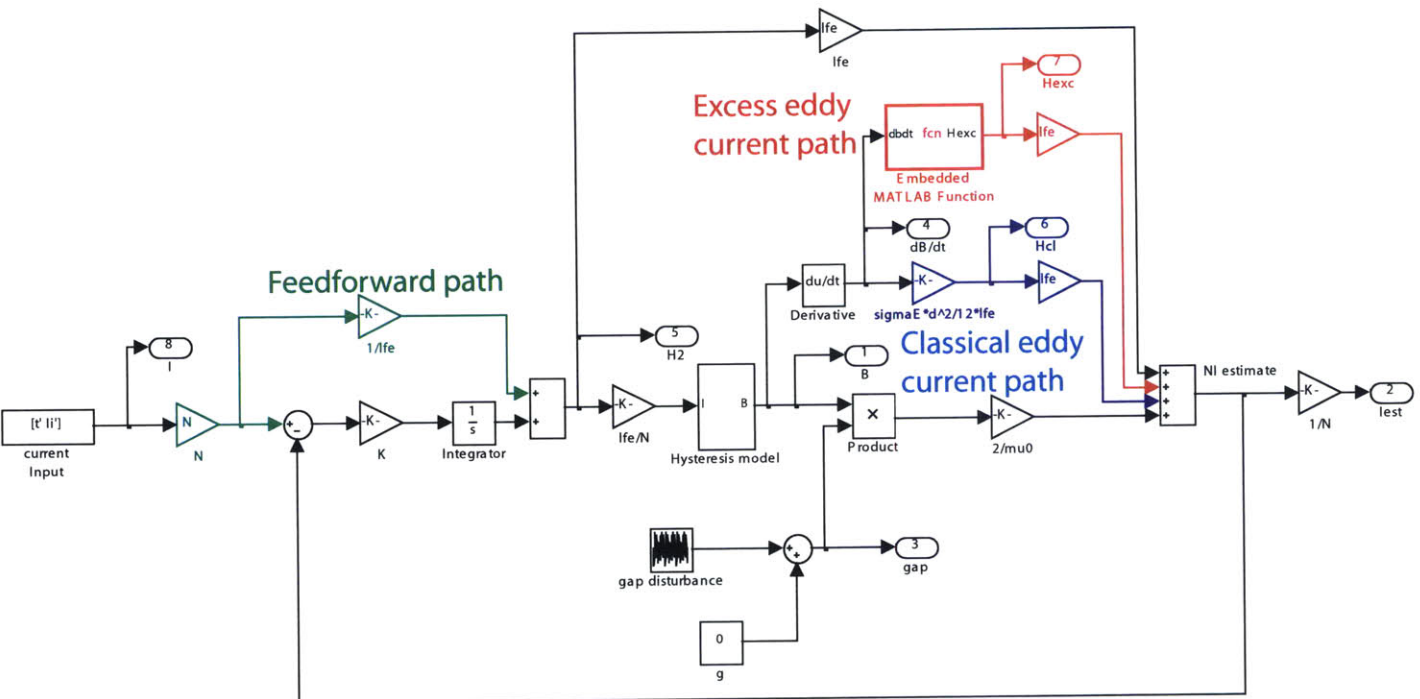 lfe
lfe
7
Hexc
Excess eddy
current path
dbdt fcn Hexc
lfe
Embedded
MATLAB Function
4
dB/dt
6
Hcl
Feedforward path
-K-
1/lfe
du/dt
Derivative
-K-
sigmaE*d^2/12*lfe
lfe
8
I
5
H2
1
B
Classical eddy
current path
[t' Ii']
current
Input
N
N
+
−
-K-
K
1
s
Integrator
+
+
-K-
lfe/N
I B
Hysteresis model
×
Product
-K-
2/mu0
+
+
+
+
NI estimate
-K-
1/N
2
Iest
gap disturbance
+
+
3
gap
0
g